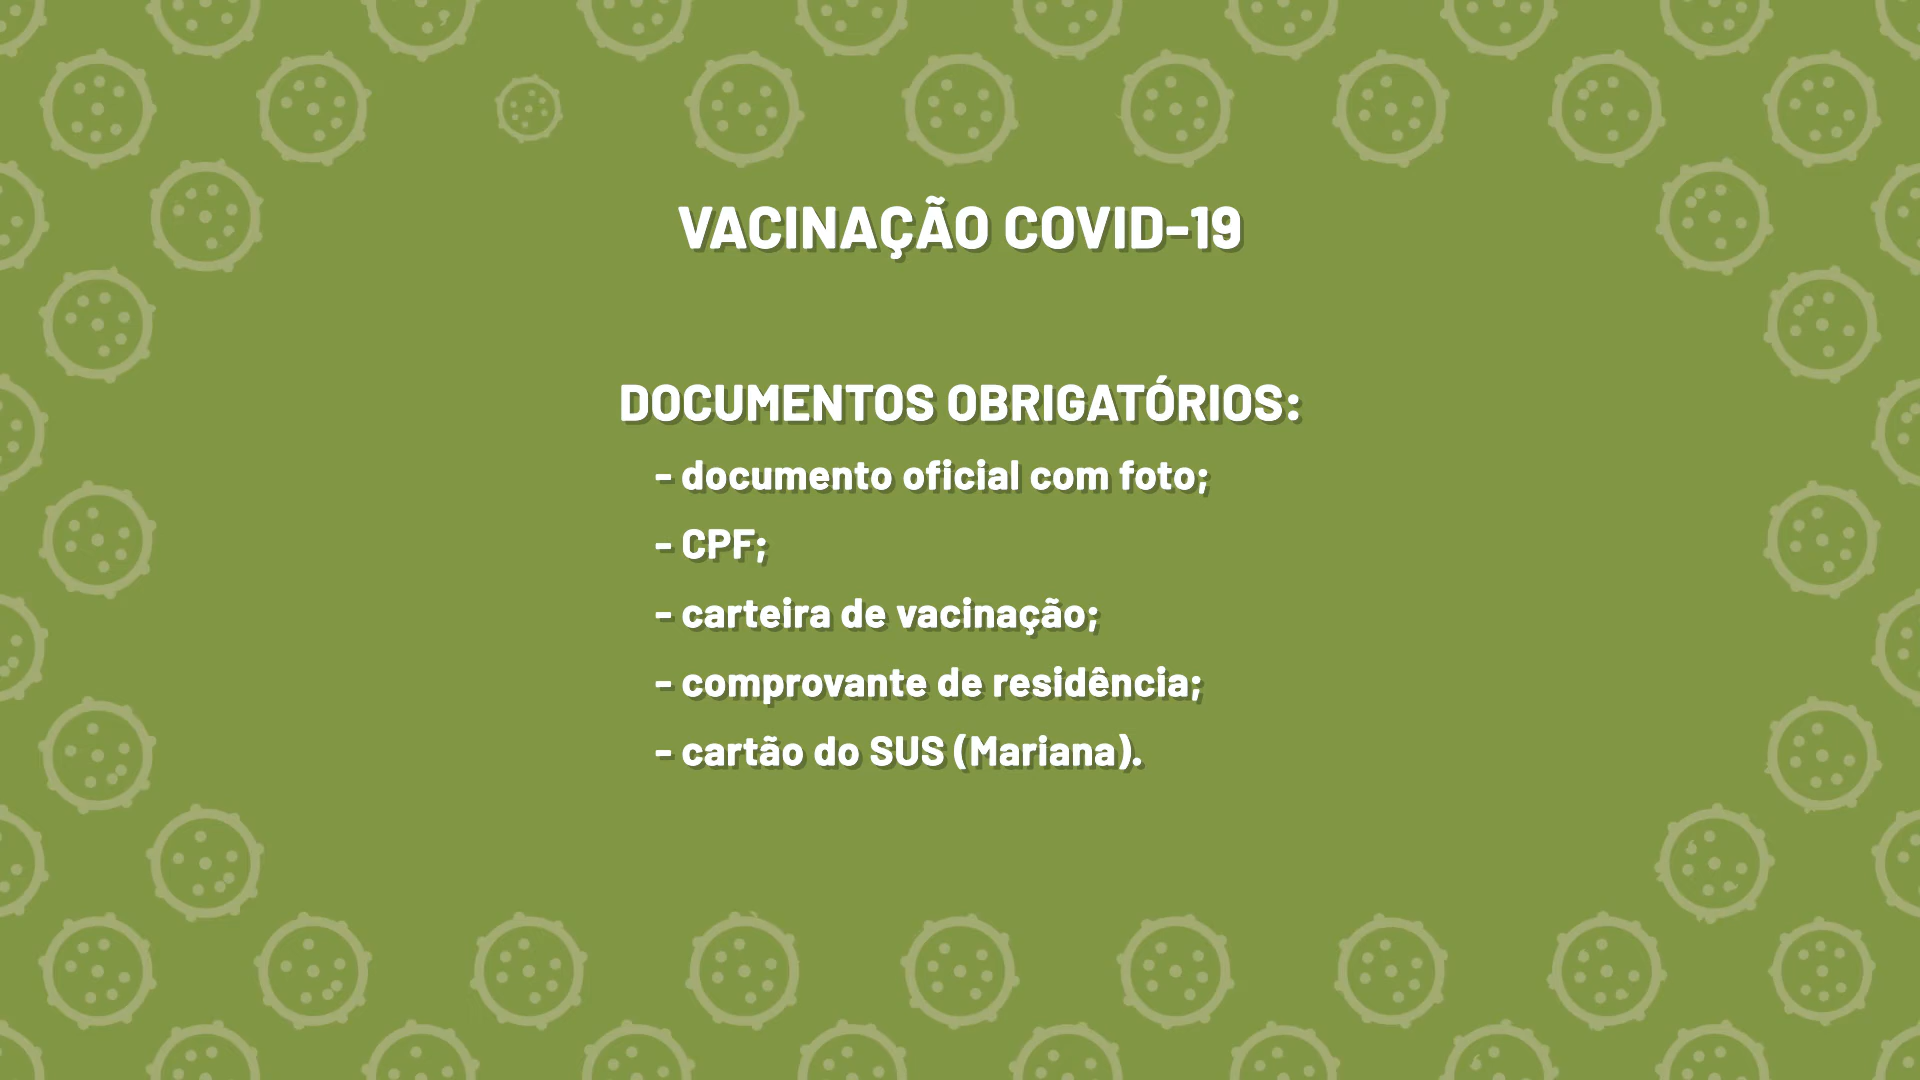 VACINAÇÃO COVID-19
DOCUMENTOS OBRIGATÓRIOS:
- documento oficial com foto;
- CPF;
- carteira de vacinação;
- comprovante de residência;
- cartão do SUS (Mariana).